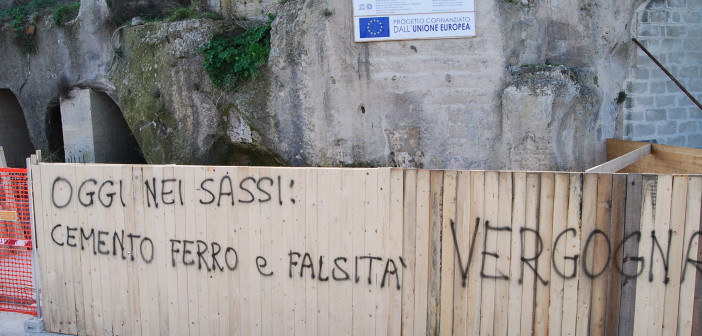 PROGETTO COFINANZIATO
DALL'UNIONE EUROPEA
OGGI NEI SASSI:
CEMENTO FERRO e FALSITA'
VERGOGNA